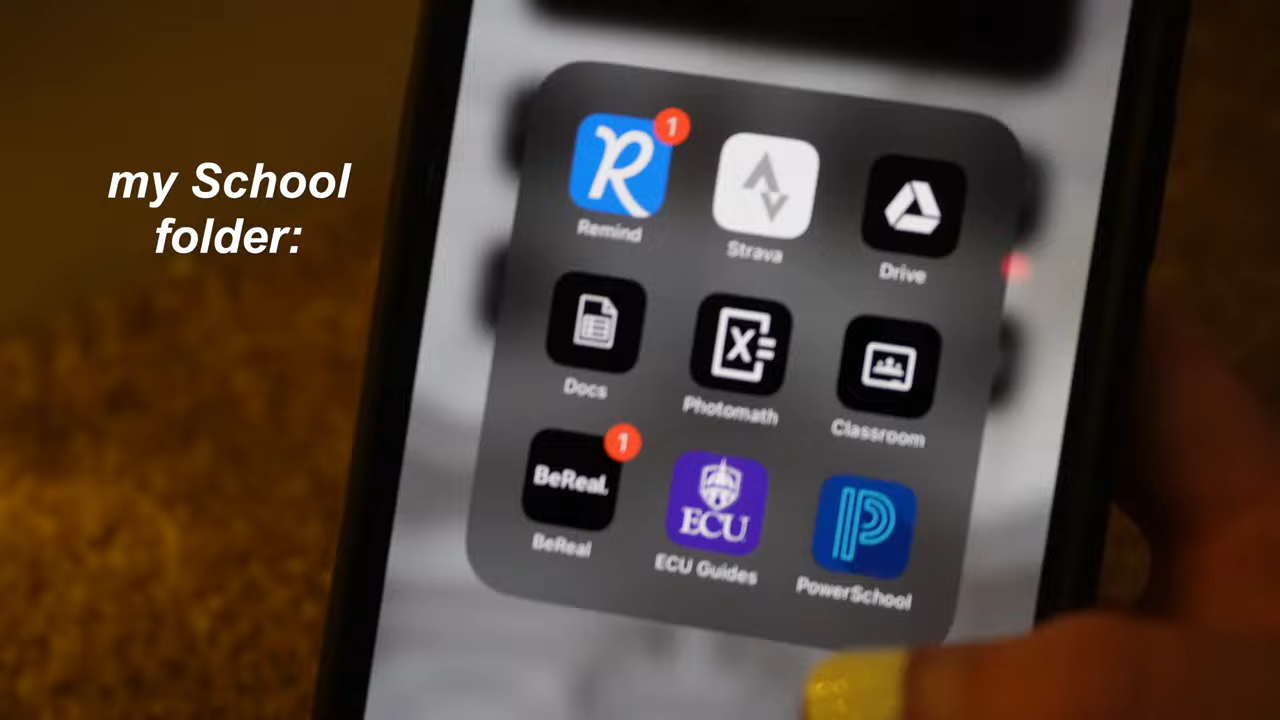 my School
folder:
R
1
Remind
Strava
Drive
Docs
X
Photomath
Classroom
BeReal.
1
BeReal
ECU
ECU Guides
P
PowerSchool